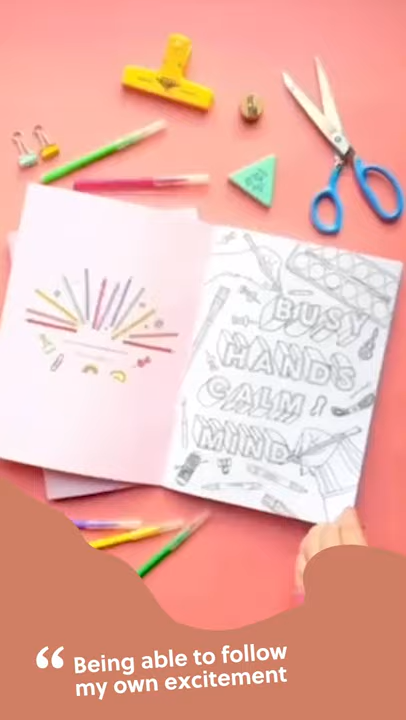 BUSY
HANDS
CALM
MIND
“ Being able to follow
my own excitement